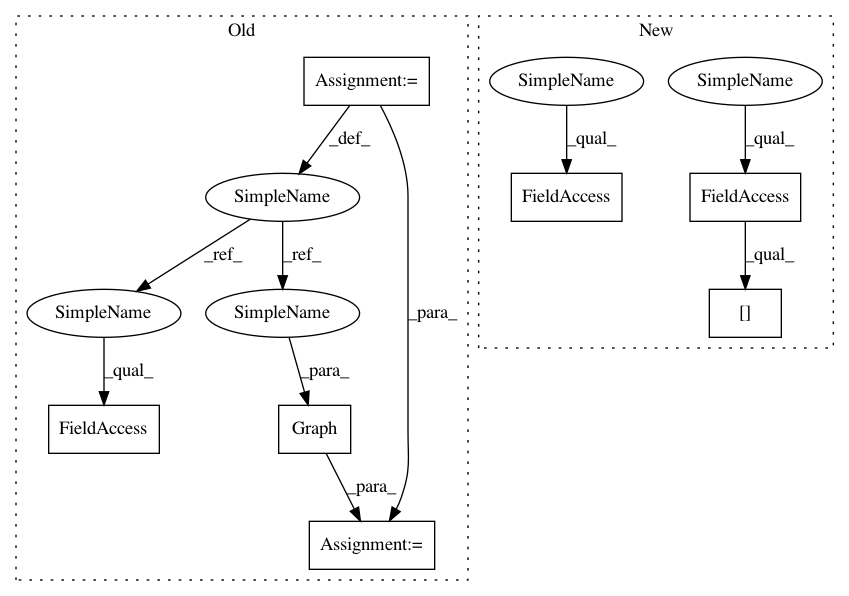 Old
Assignment:=
_def_
SimpleName
_ref_
_ref_
SimpleName
SimpleName
_para_
_qual_
_para_
FieldAccess
Graph
_para_
Assignment:=
New
SimpleName
SimpleName
_qual_
_qual_
FieldAccess
FieldAccess
_qual_
[]